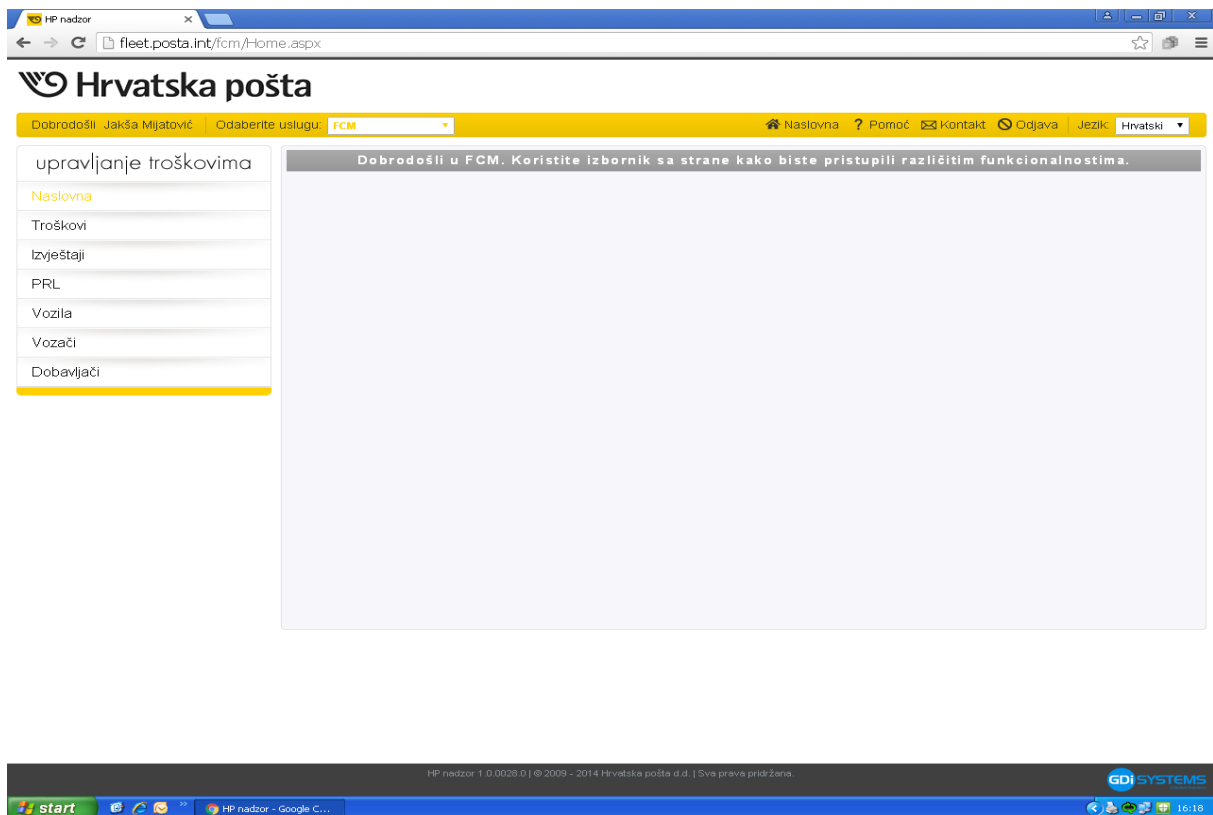 HP nadzor
fleet.posta.int/fcm/Home.aspx
Hrvatska pošta
Dobrodošli Jakša Mijatović Odaberite uslugu: FCM Naslovna ? Pomoć Kontakt Odjava Jezik: Hrvatski
upravljanje troškovima
Naslovna
Troškovi
Izvještaji
PRL
Vozila
Vozači
Dobavljači
Dobrodošli u FCM. Koristite izbornik sa strane kako biste pristupili različitim funkcionalnostima.
HP nadzor 1.0.0028.0 | © 2009 - 2014 Hrvatska pošta d.d. | Sva prava pridržana.
GDi SYSTEMS
start HP nadzor - Google C... 16:18